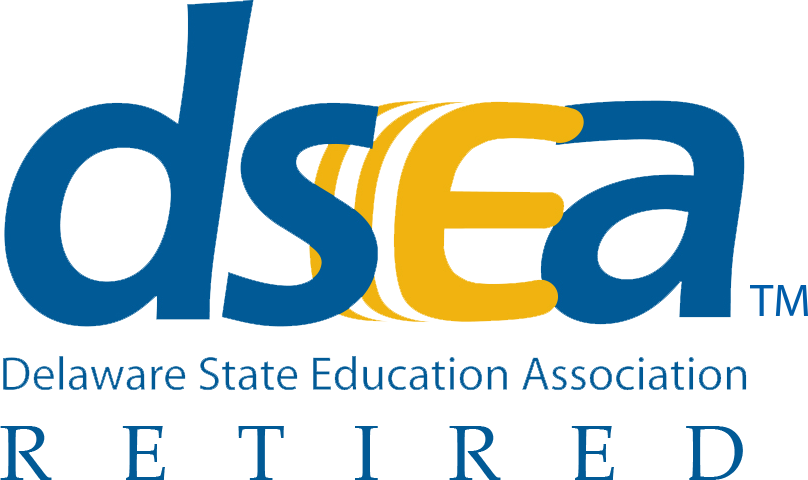 dsEa™
Delaware State Education Association
RETIRED